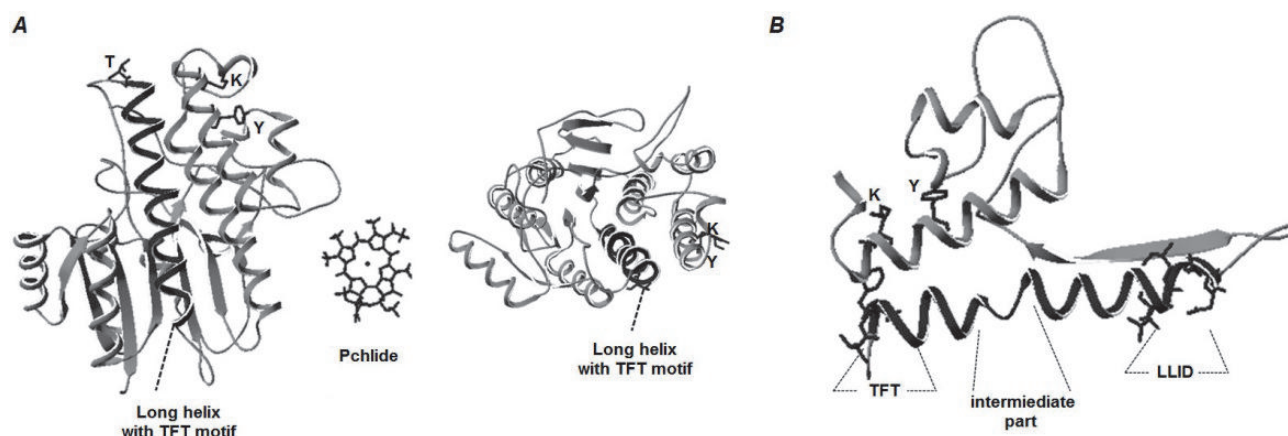 A
T
K
Y
Pchlide
Long helix
with TFT motif
K
Y
Long helix
with TFT motif
B
K
Y
TFT
intermiediate
part
LLID